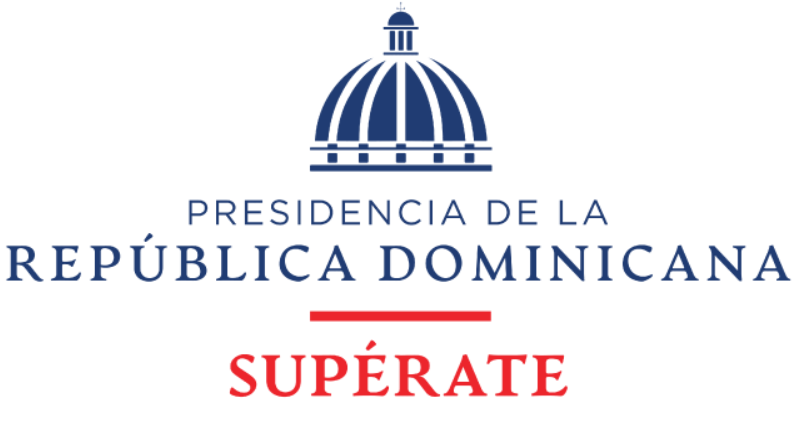 PRESIDENCIA DE LA
REPÚBLICA DOMINICANA
SUPÉRATE